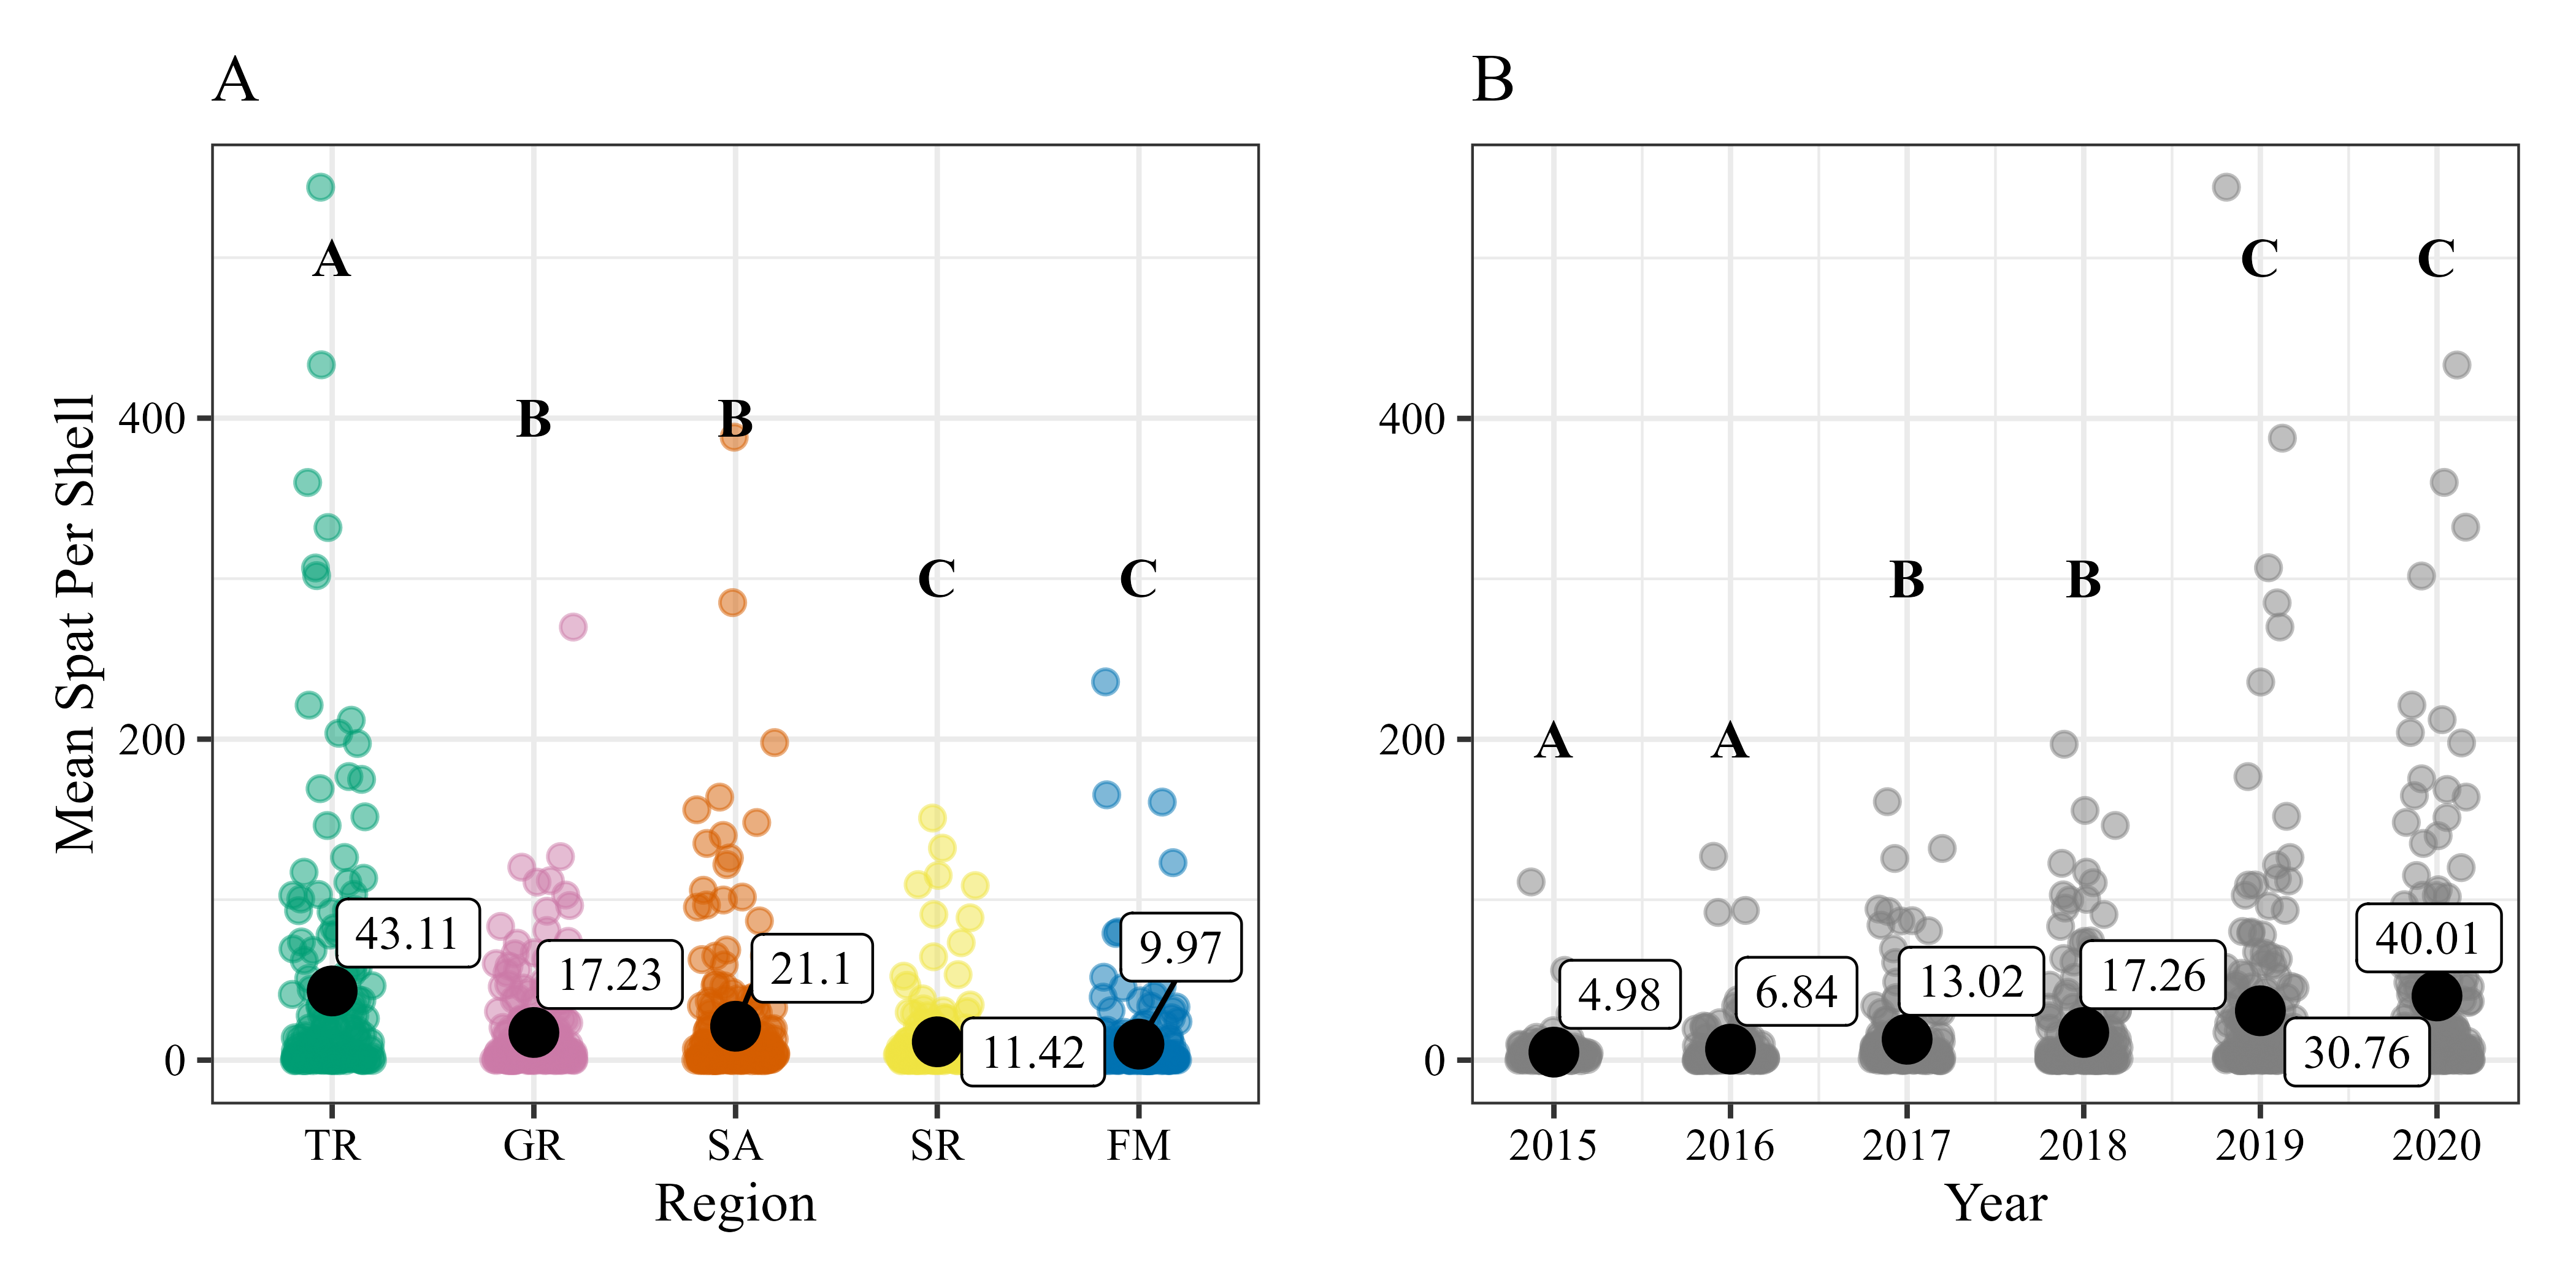 A
B
Mean Spat Per Shell
400
200
0
A
B
B
C
C
43.11
17.23
21.1
11.42
9.97
TR
GR
SA
SR
FM
Region
400
200
0
A
A
B
B
C
C
4.98
6.84
13.02
17.26
30.76
40.01
2015
2016
2017
2018
2019
2020
Year